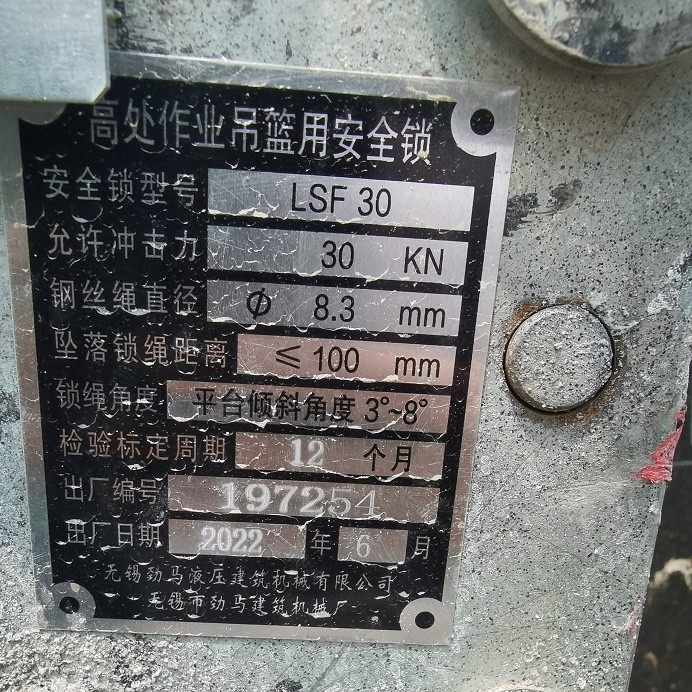 高处作业吊篮用安全锁
安全锁型号 LSF 30
允许冲击力 30 KN
钢丝绳直径 Φ 8.3 mm
坠落锁绳距离 ≤100 mm
锁绳角度 平台倾斜角度 3°~8°
检验标定周期 12 个月
出厂编号 197254
出厂日期 2022 年 6 月
无锡劲马液压建筑机械有限公司
无锡市劲马建筑机械厂